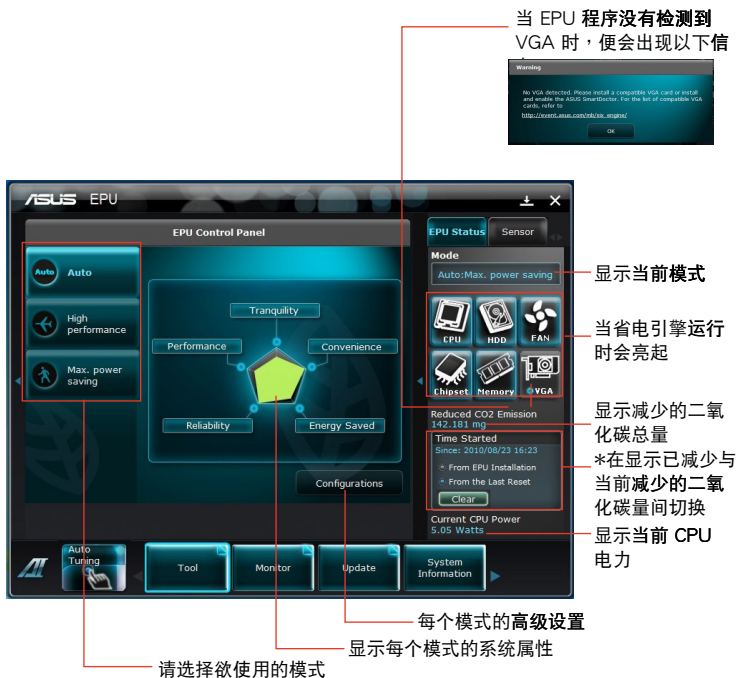 当 EPU 程序没有检测到
VGA 时，便会出现以下信
Warning
No VGA detected. Please install a compatible VGA card or install
and enable the ASUS SmartDoctor. For the list of compatible VGA
cards, refer to
http://event.asus.com/mb/six_engine/
OK
ASUS EPU
EPU Control Panel
EPU Status
Sensor
Auto
Auto
High
performance
Max. power
saving
Tranquility
Performance
Convenience
Reliability
Energy Saved
Configurations
Mode
Auto:Max. power saving
CPU
HDD
FAN
Chipset
Memory
VGA
Reduced CO2 Emission
142.181 mg
Time Started
Since: 2010/08/23 16:23
From EPU Installation
From the Last Reset
Clear
Current CPU Power
5.05 Watts
显示当前模式
当省电引擎运行
时会亮起
显示减少的二氧
化碳总量
*在显示已减少与
当前减少的二氧
化碳量间切换
显示当前 CPU
电力
AI
Auto
Tuning
Tool
Monitor
Update
System
Information
每个模式的高级设置
显示每个模式的系统属性
请选择欲使用的模式